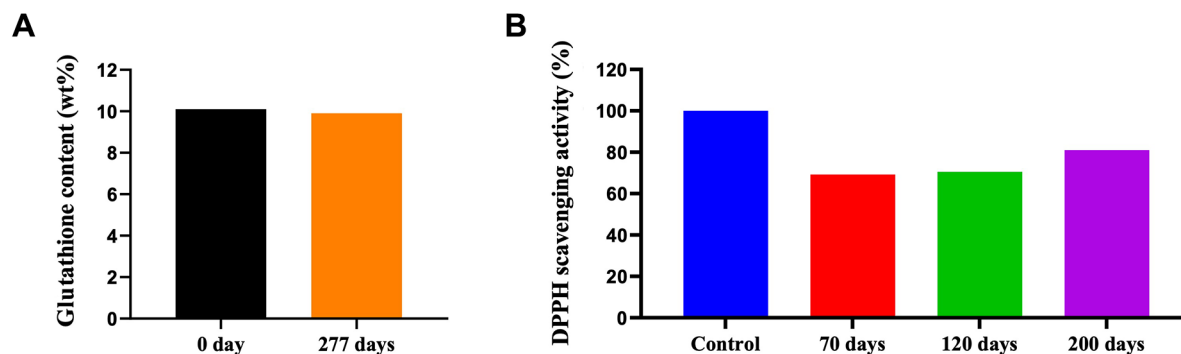 A
Glutathione content (wt%)
12
10
8
6
4
2
0
0 day
277 days
B
DPPH scavenging activity (%)
120
100
80
60
40
20
0
Control
70 days
120 days
200 days